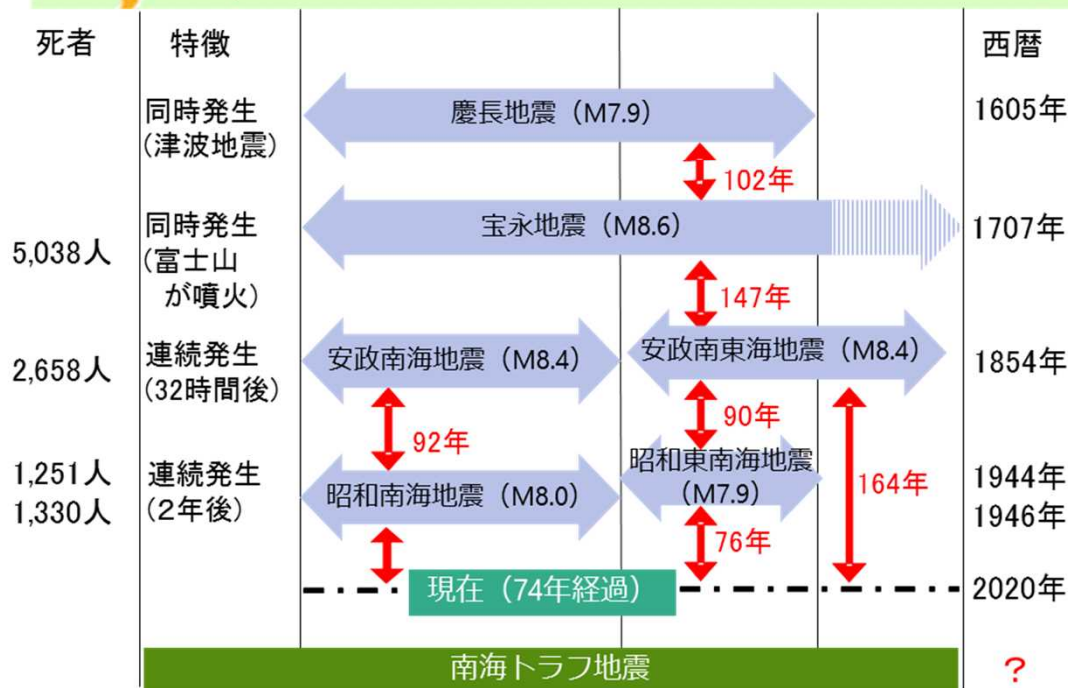 死者
特徴
西暦
同時発生
(津波地震)
慶長地震（M7.9）
1605年
102年
5,038人
同時発生
(富士山
が噴火)
宝永地震（M8.6）
1707年
147年
2,658人
連続発生
(32時間後)
安政南海地震（M8.4）
安政南東海地震（M8.4）
1854年
92年
90年
164年
1,251人
1,330人
連続発生
(2年後)
昭和南海地震（M8.0）
昭和東南海地震
（M7.9）
1944年
1946年
76年
現在（74年経過）
2020年
南海トラフ地震
?